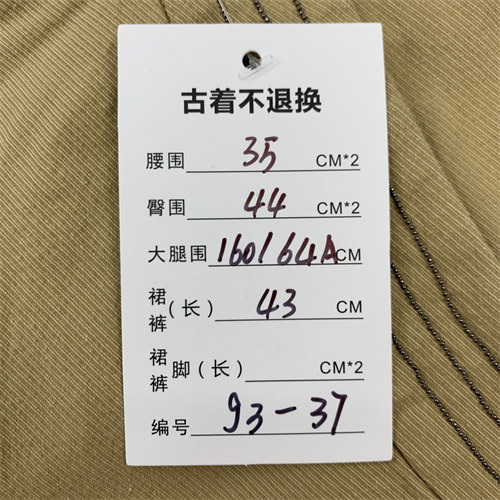 古着不退换
腰围 35 CM*2
臀围 44 CM*2
大腿围 160/64A CM
裙裤(长) 43 CM
裙裤脚(长) CM*2
编号 93-37